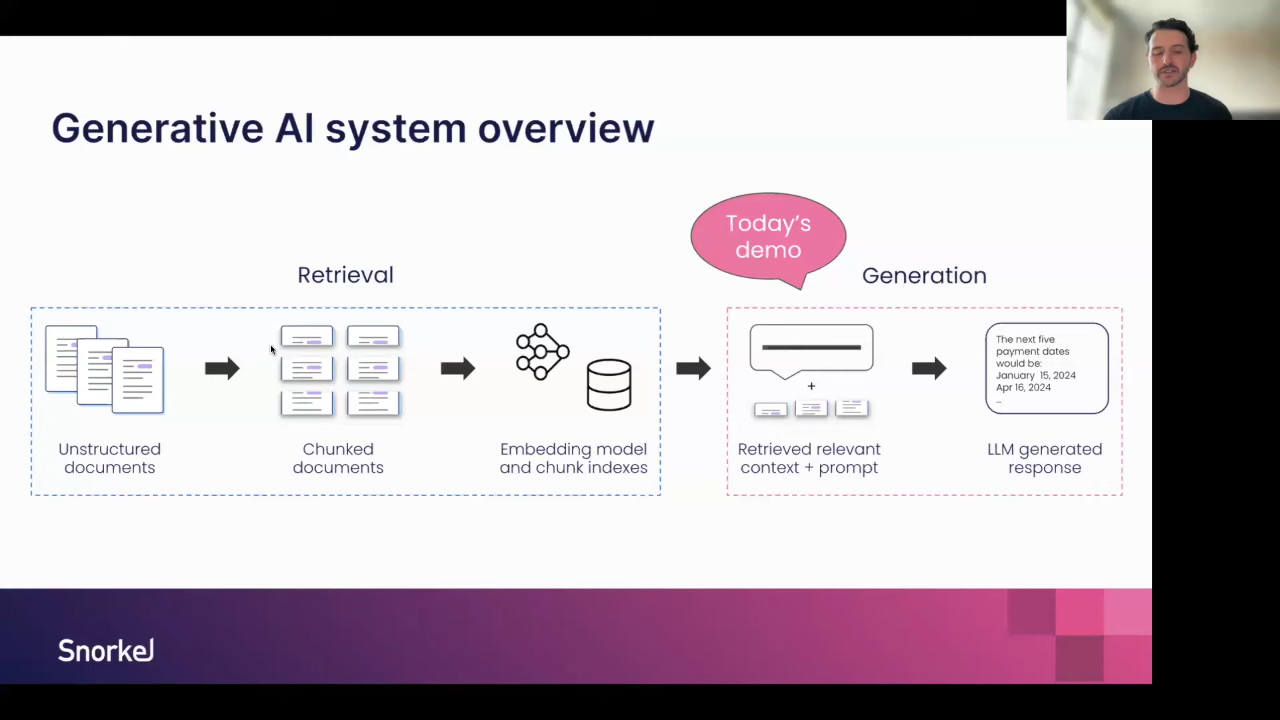 Generative AI system overview
Today's
demo
Retrieval
Generation
The next five
payment dates
would be:
January 15, 2024
Apr 16, 2024
...
+
Unstructured
documents
Chunked
documents
Embedding model
and chunk indexes
Retrieved relevant
context + prompt
LLM generated
response
Snorkel